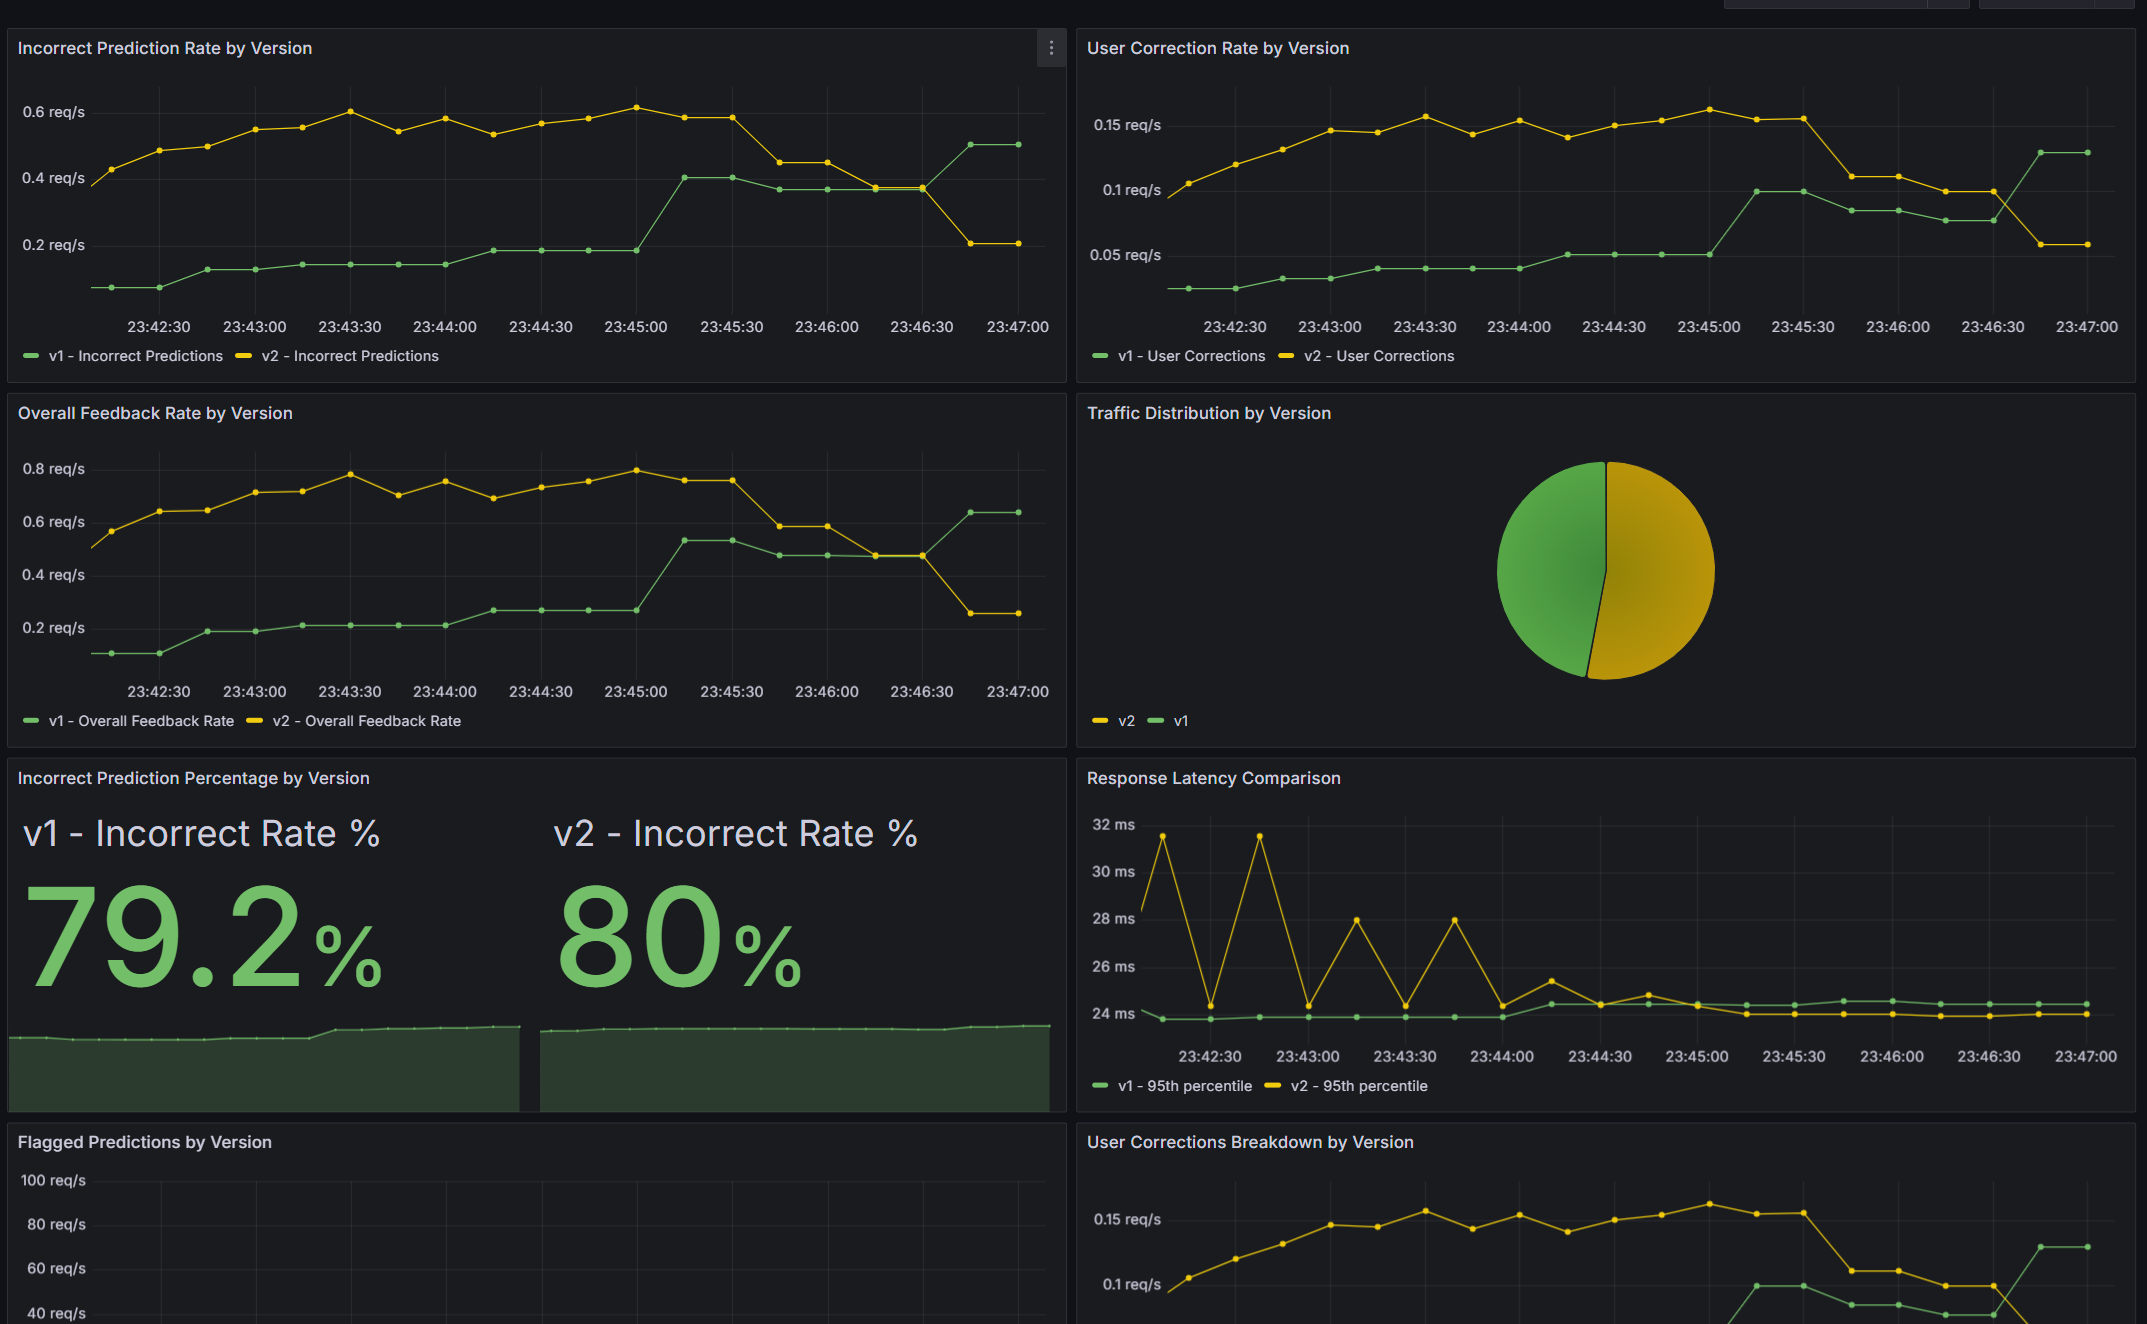 Incorrect Prediction Rate by Version
0.6 req/s
0.4 req/s
0.2 req/s
23:42:30 23:43:00 23:43:30 23:44:00 23:44:30 23:45:00 23:45:30 23:46:00 23:46:30 23:47:00
v1 - Incorrect Predictions v2 - Incorrect Predictions
User Correction Rate by Version
0.15 req/s
0.1 req/s
0.05 req/s
23:42:30 23:43:00 23:43:30 23:44:00 23:44:30 23:45:00 23:45:30 23:46:00 23:46:30 23:47:00
v1 - User Corrections v2 - User Corrections
Overall Feedback Rate by Version
0.8 req/s
0.6 req/s
0.4 req/s
0.2 req/s
23:42:30 23:43:00 23:43:30 23:44:00 23:44:30 23:45:00 23:45:30 23:46:00 23:46:30 23:47:00
v1 - Overall Feedback Rate v2 - Overall Feedback Rate
Traffic Distribution by Version
v2 v1
Incorrect Prediction Percentage by Version
v1 - Incorrect Rate % v2 - Incorrect Rate %
79.2% 80%
Response Latency Comparison
32 ms
30 ms
28 ms
26 ms
24 ms
23:42:30 23:43:00 23:43:30 23:44:00 23:44:30 23:45:00 23:45:30 23:46:00 23:46:30 23:47:00
v1 - 95th percentile v2 - 95th percentile
Flagged Predictions by Version
100 req/s
80 req/s
60 req/s
40 req/s
User Corrections Breakdown by Version
0.15 req/s
0.1 req/s